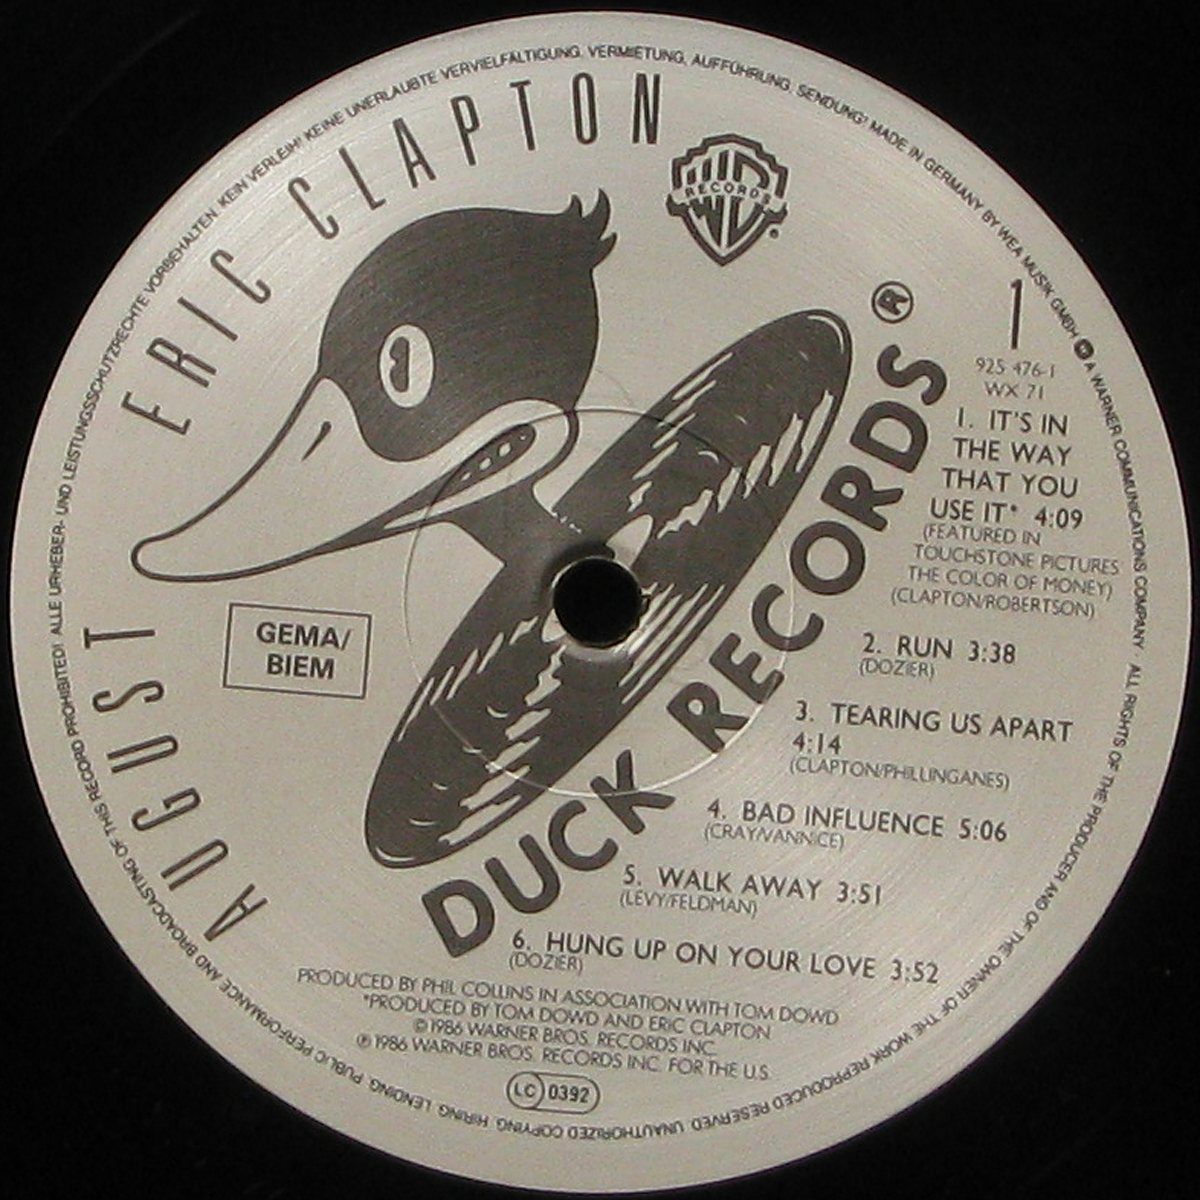 ALLE URHEBER- UND LEISTUNGSSCHUTZRECHTE VORBEHALTEN. KEIN VERLEIH! KEINE UNERLAUBTE VERVIELFÄLTIGUNG, VERMIETUNG, AUFFÜHRUNG, SENDUNG! MADE IN GERMANY BY WEA MUSIK GMBH A WARNER COMMUNICATIONS COMPANY ALL RIGHTS OF THE PRODUCER AND OF THE OWNER OF THE WORK REPRODUCED RESERVED. UNAUTHORIZED COPYING, HIRING, LENDING, PUBLIC PERFORMANCE AND BROADCASTING OF THIS RECORD PROHIBITED!
AUGUST ERIC CLAPTON
RECORDS
®
DUCK RECORDS®
GEMA/
BIEM
1
925 476-1
WX 71
1. IT'S IN
THE WAY
THAT YOU
USE IT* 4:09
(FEATURED IN
TOUCHSTONE PICTURES
THE COLOR OF MONEY)
(CLAPTON/ROBERTSON)
2. RUN 3:38
(DOZIER)
3. TEARING US APART
4:14
(CLAPTON/PHILLINGANES)
4. BAD INFLUENCE 5:06
(CRAY/VANNICE)
5. WALK AWAY 3:51
(LEVY/FELDMAN)
6. HUNG UP ON YOUR LOVE 3:52
(DOZIER)
PRODUCED BY PHIL COLLINS IN ASSOCIATION WITH TOM DOWD
*PRODUCED BY TOM DOWD AND ERIC CLAPTON
©1986 WARNER BROS. RECORDS INC.
℗1986 WARNER BROS. RECORDS INC. FOR THE U.S.
LC 0392